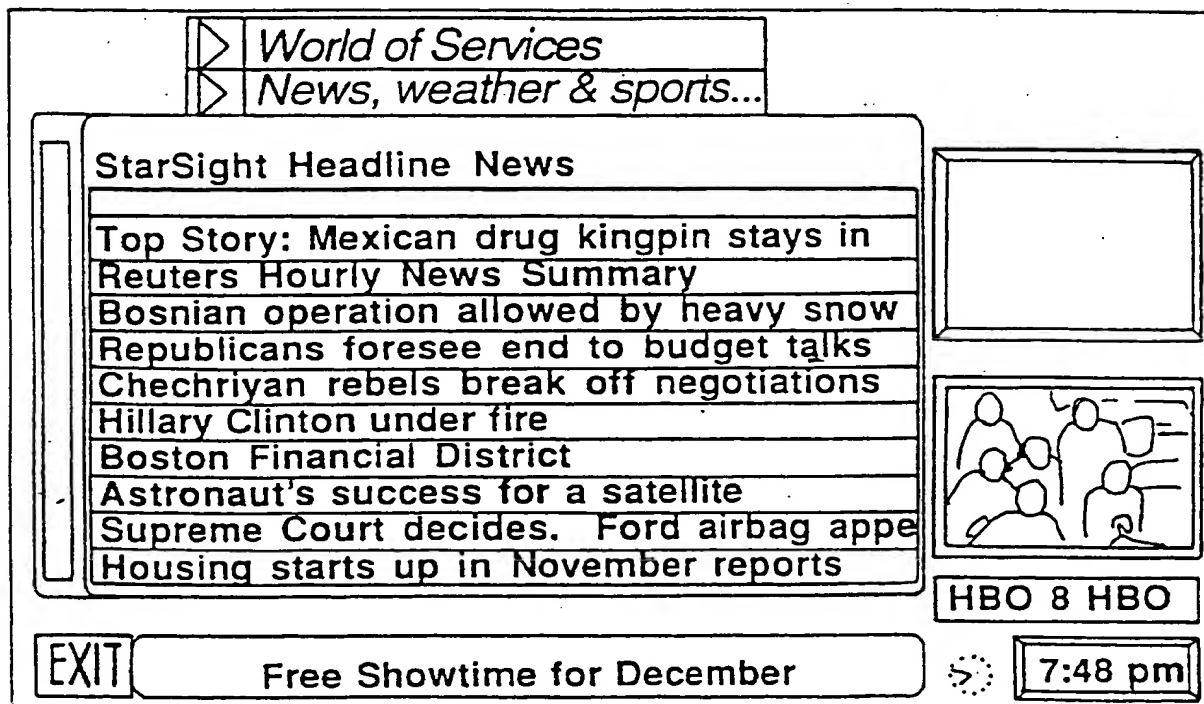 World of Services
News, weather & sports...
StarSight Headline News
Top Story: Mexican drug kingpin stays in
Reuters Hourly News Summary
Bosnian operation allowed by heavy snow
Republicans foresee end to budget talks
Chechriyan rebels break off negotiations
Hillary Clinton under fire
Boston Financial District
Astronaut's success for a satellite
Supreme Court decides. Ford airbag appe
Housing starts up in November reports
HBO 8 HBO
EXIT
Free Showtime for December
7:48 pm